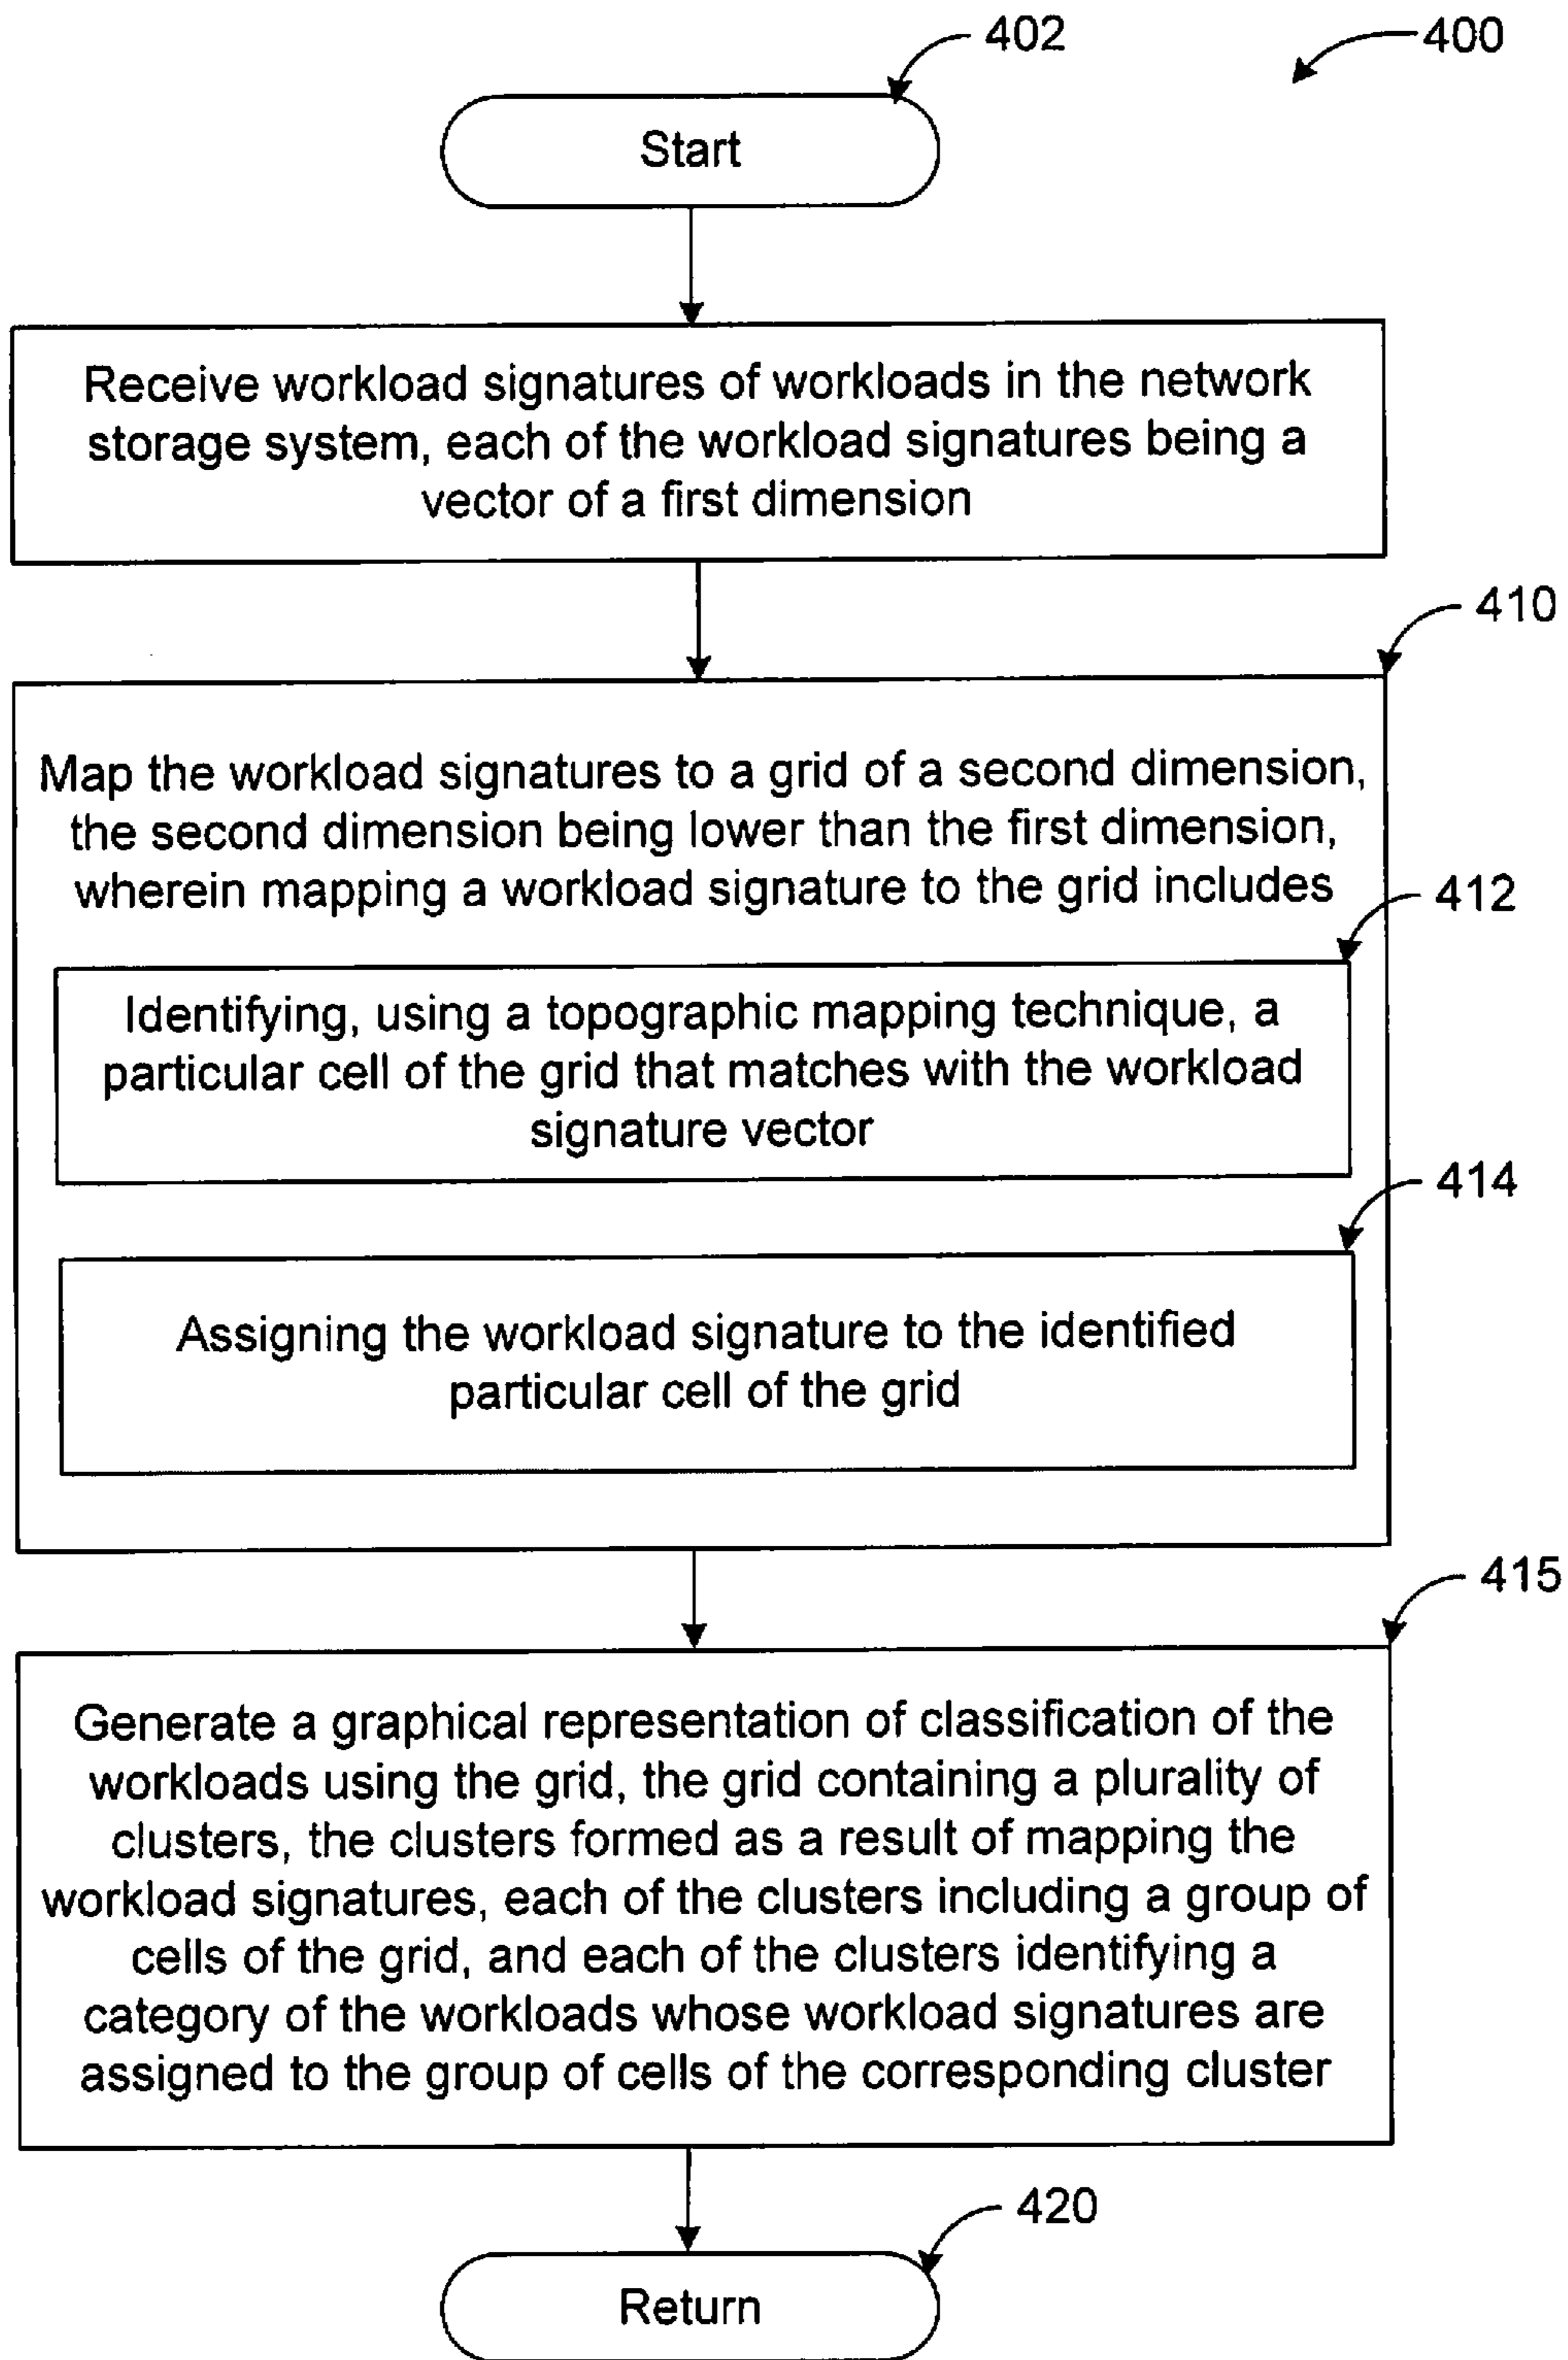 402
400
Start
Receive workload signatures of workloads in the network
storage system, each of the workload signatures being a
vector of a first dimension
410
Map the workload signatures to a grid of a second dimension,
the second dimension being lower than the first dimension,
wherein mapping a workload signature to the grid includes
412
Identifying, using a topographic mapping technique, a
particular cell of the grid that matches with the workload
signature vector
414
Assigning the workload signature to the identified
particular cell of the grid
415
Generate a graphical representation of classification of the
workloads using the grid, the grid containing a plurality of
clusters, the clusters formed as a result of mapping the
workload signatures, each of the clusters including a group of
cells of the grid, and each of the clusters identifying a
category of the workloads whose workload signatures are
assigned to the group of cells of the corresponding cluster
420
Return